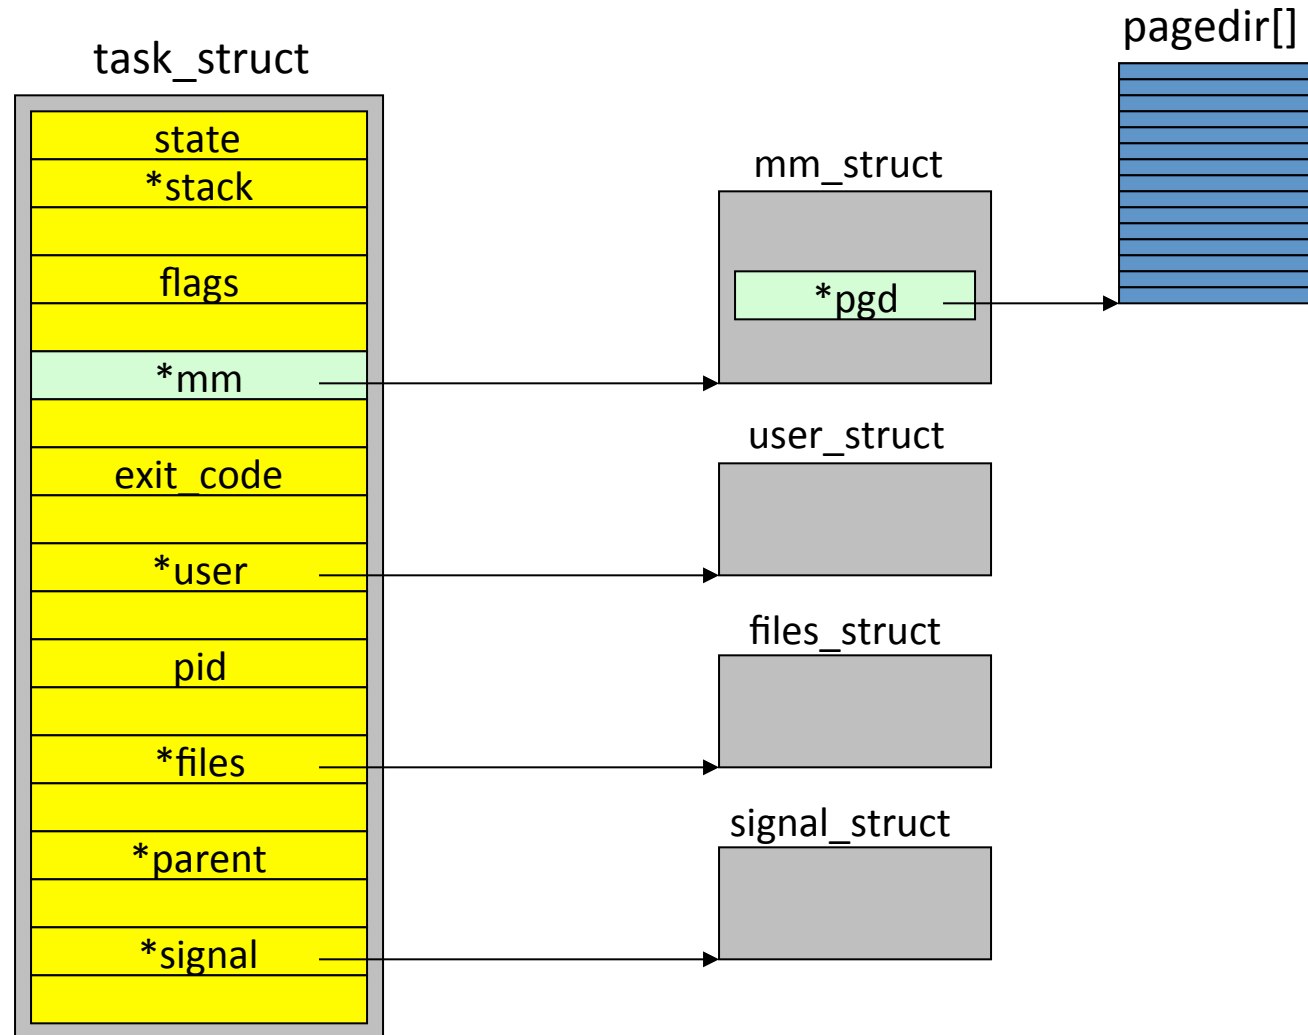 task_struct
state
*stack
flags
*mm
exit_code
*user
pid
*files
*parent
*signal
mm_struct
*pgd
user_struct
files_struct
signal_struct
pagedir[]